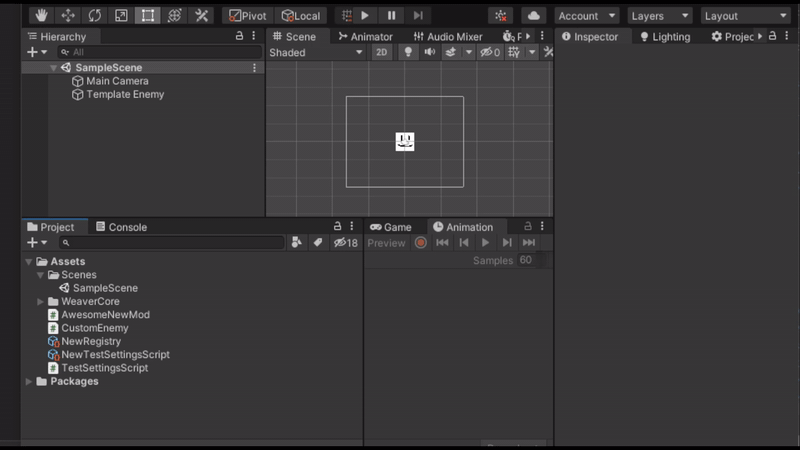 Pivot Local Account Layers Layout
Hierarchy Scene Animator Audio Mixer Inspector Lighting
All Shaded 2D 0
SampleScene
Main Camera
Template Enemy
Project Console Game Animation
18 Preview
Samples 60
Assets
Scenes
SampleScene
WeaverCore
AwesomeNewMod
CustomEnemy
NewRegistry
NewTestSettingsScript
TestSettingsScript
Packages